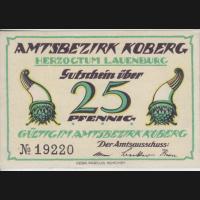 AMTSBEZIRK KOBERG
HERZOGTUM LAUENBURG
Gutschein über
25
PFENNIG
GÜLTIG IM AMTSBEZIRK KOBERG
Der Amtsausschuss:
№ 19220